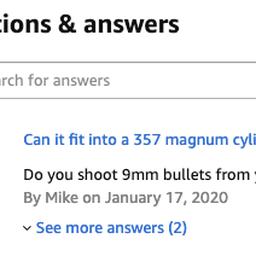 tions & answers
rch for answers
Can it fit into a 357 magnum cyli
Do you shoot 9mm bullets from
By Mike on January 17, 2020
See more answers (2)